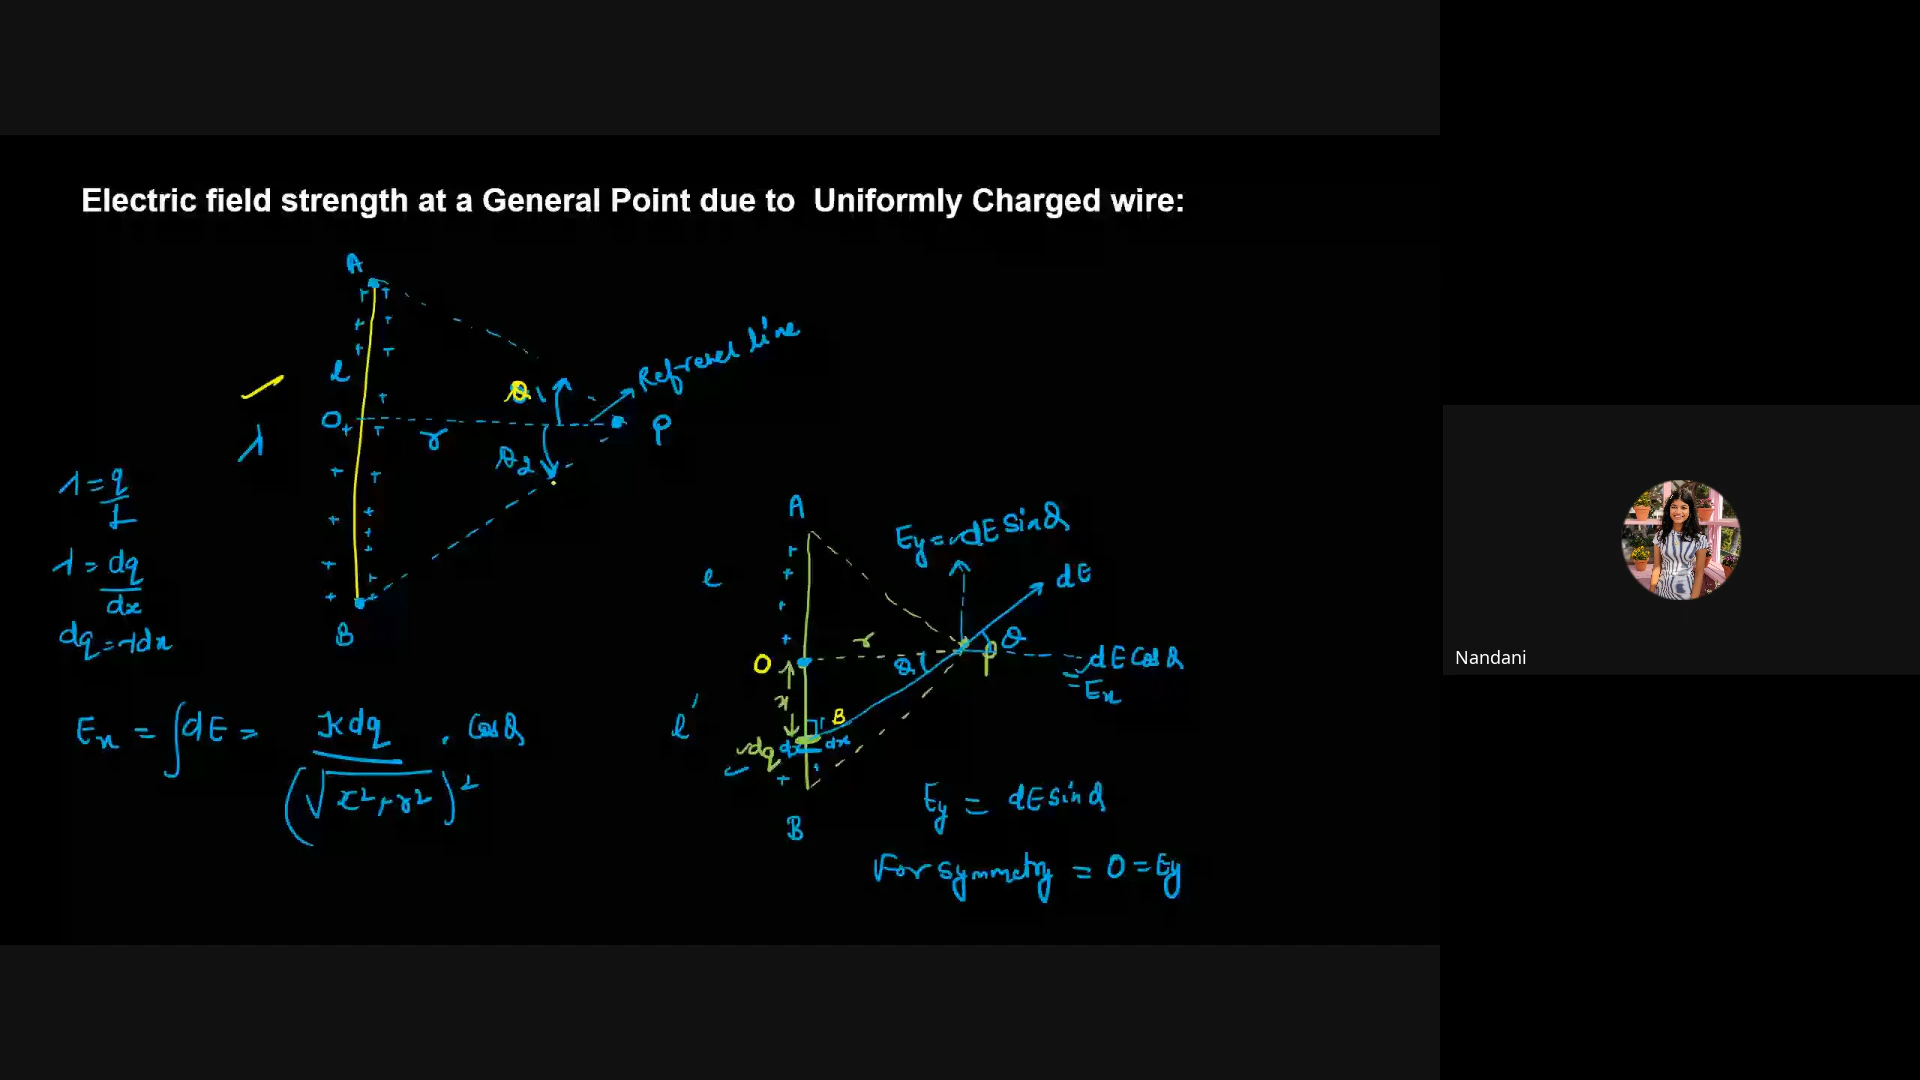 Electric field strength at a General Point due to Uniformly Charged wire:
A
l
O
r
θ1
θ2
P
B
λ
λ = q/L
λ = dq/dx
dq = λdx
Ex = ∫dE = Kdq/(√x²+r²)² . Cosθ
A
l
O
r
θ
P
θ
x
B
l'
dq
dx
dx
B
Ey = dE Sinθ
dE
dE Cosθ
= Ex
Ey = dE Sinθ
For Symmetry = 0 = Ey
Nandani